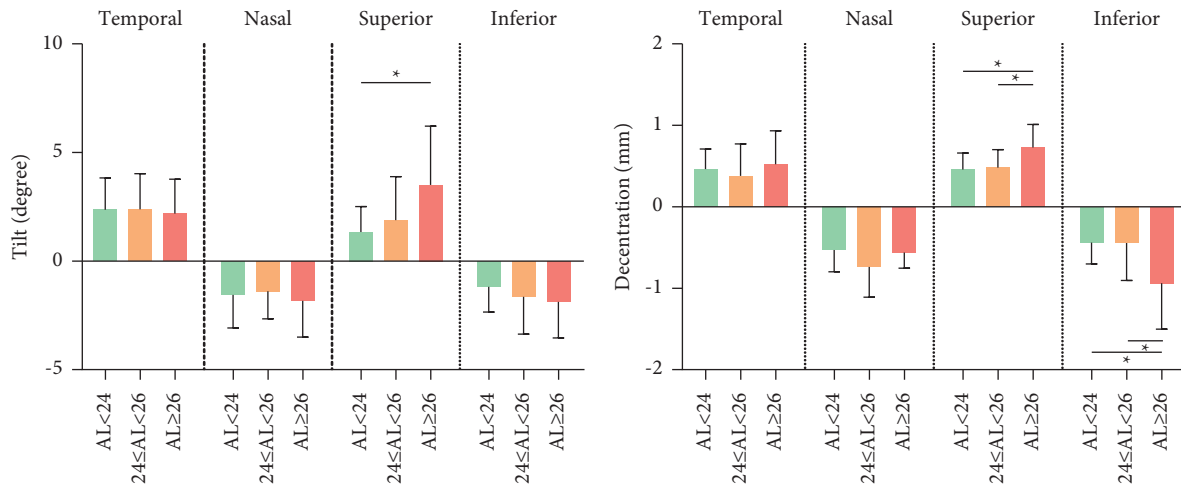 Temporal Nasal Superior Inferior
Tilt (degree)
10
5
0
-5
*
AL<24
24≤AL<26
AL≥26
AL<24
24≤AL<26
AL≥26
AL<24
24≤AL<26
AL≥26
AL<24
24≤AL<26
AL≥26
Temporal Nasal Superior Inferior
Decentration (mm)
2
1
0
-1
-2
*
*
*
*
AL<24
24≤AL<26
AL≥26
AL<24
24≤AL<26
AL≥26
AL<24
24≤AL<26
AL≥26
AL<24
24≤AL<26
AL≥26